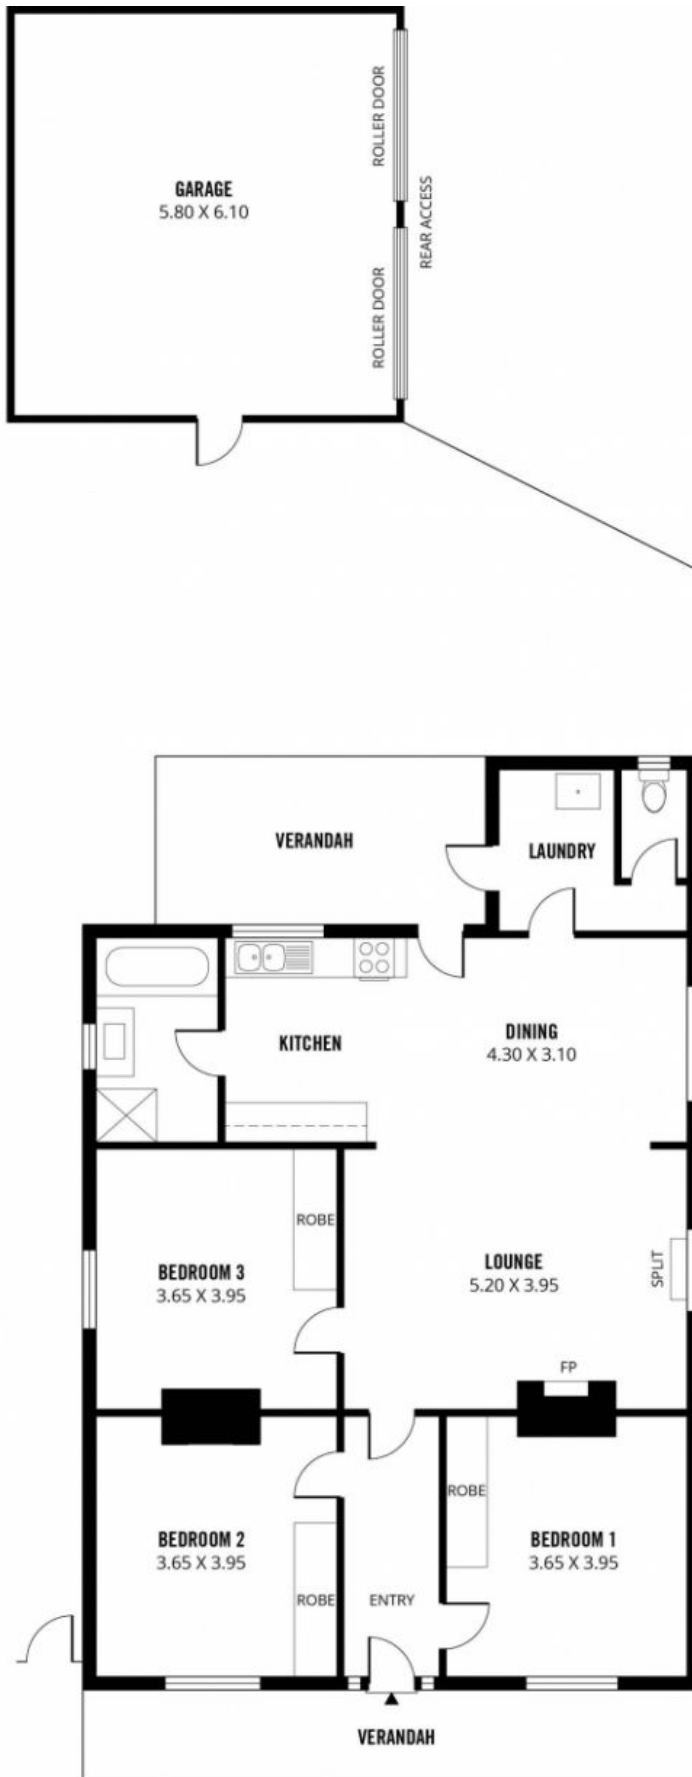 ROLLER DOOR
GARAGE
5.80 X 6.10
REAR ACCESS
ROLLER DOOR
VERANDAH
LAUNDRY
KITCHEN
DINING
4.30 X 3.10
ROBE
BEDROOM 3
3.65 X 3.95
LOUNGE
5.20 X 3.95
SPLIT
FP
ROBE
BEDROOM 2
3.65 X 3.95
BEDROOM 1
3.65 X 3.95
ROBE
ENTRY
VERANDAH